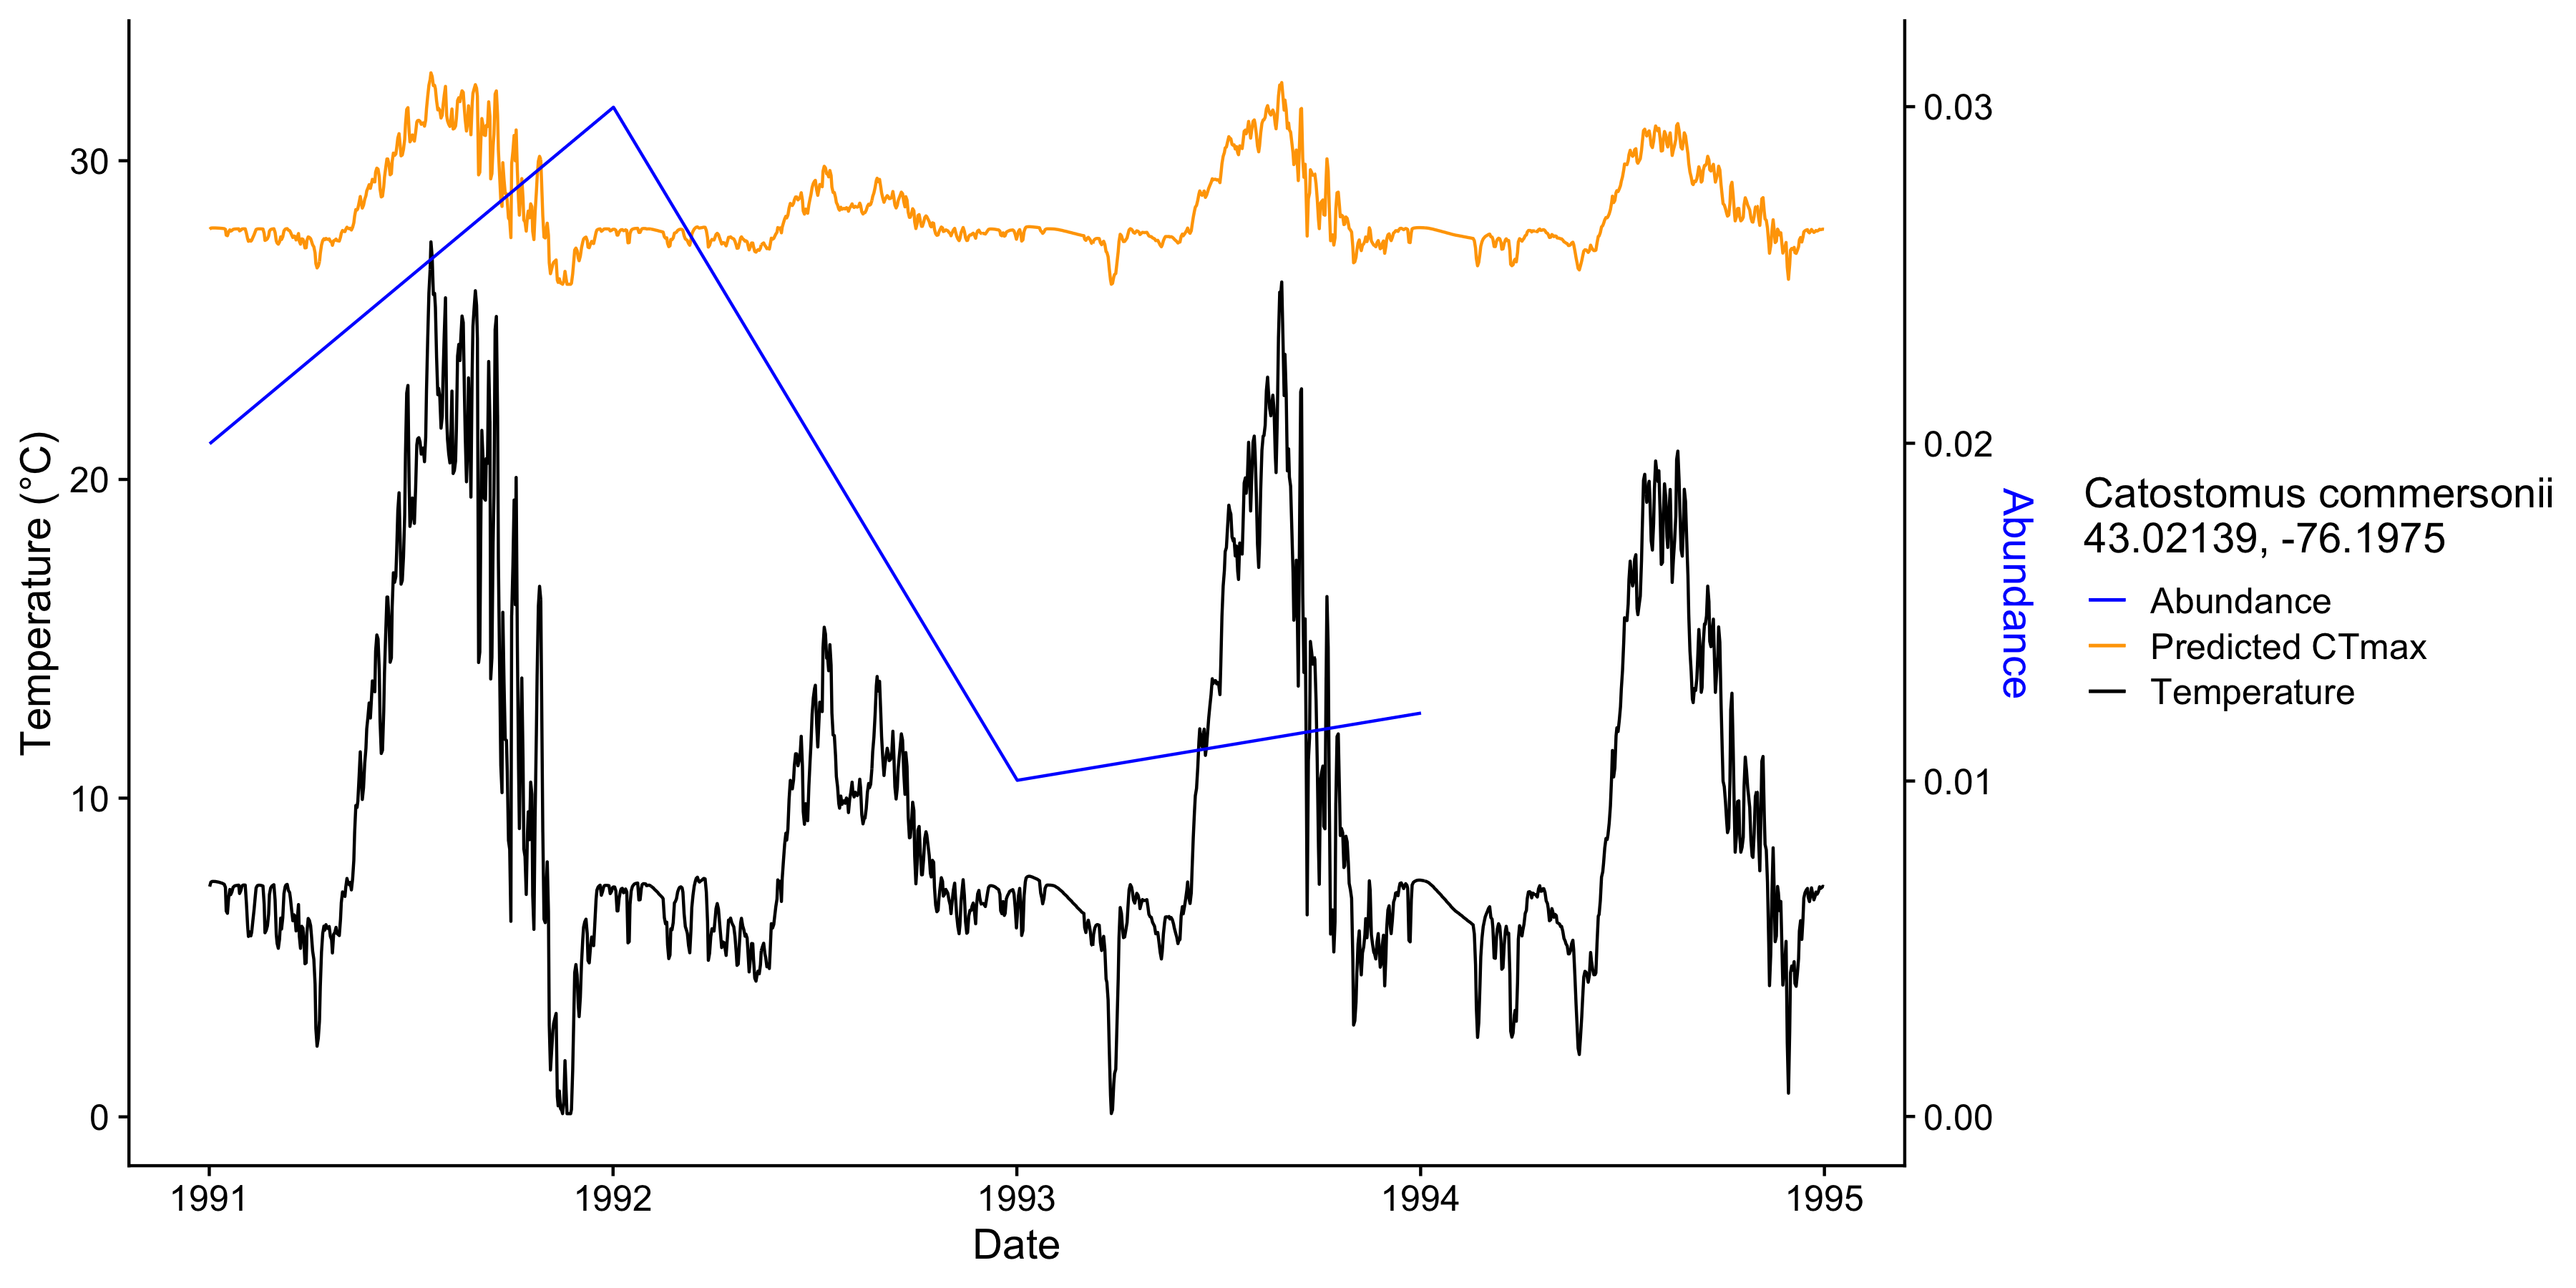 Temperature (°C)
30
20
10
0
1991
1992
1993
1994
1995
Date
0.03
0.02
0.01
0.00
Abundance
Catostomus commersonii
43.02139, -76.1975
Abundance
Predicted CTmax
Temperature